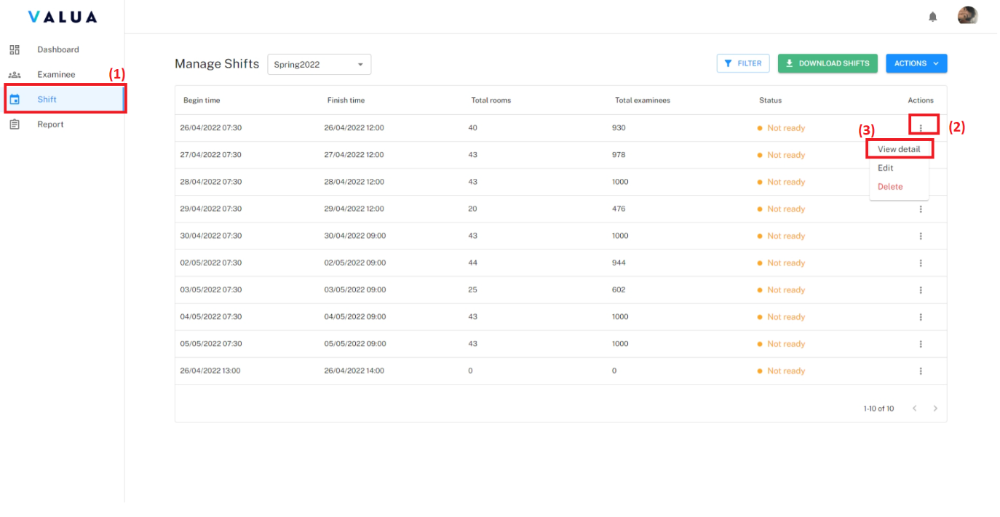 VALUA
Dashboard
Examinee
(1)
Shift
Report
Manage Shifts Spring2022 FILTER DOWNLOAD SHIFTS ACTIONS
Begin time Finish time Total rooms Total examinees Status Actions
26/04/2022 07:30 26/04/2022 12:00 40 930 Not ready
(2)
(3)
27/04/2022 07:30 27/04/2022 12:00 43 978 Not ready
View detail
Edit
Delete
28/04/2022 07:30 28/04/2022 12:00 43 1000 Not ready
29/04/2022 07:30 29/04/2022 12:00 20 476 Not ready
30/04/2022 07:30 30/04/2022 09:00 43 1000 Not ready
02/05/2022 07:30 02/05/2022 09:00 44 944 Not ready
03/05/2022 07:30 03/05/2022 09:00 25 602 Not ready
04/05/2022 07:30 04/05/2022 09:00 43 1000 Not ready
05/05/2022 07:30 05/05/2022 09:00 43 1000 Not ready
26/04/2022 13:00 26/04/2022 14:00 0 0 Not ready
1-10 of 10